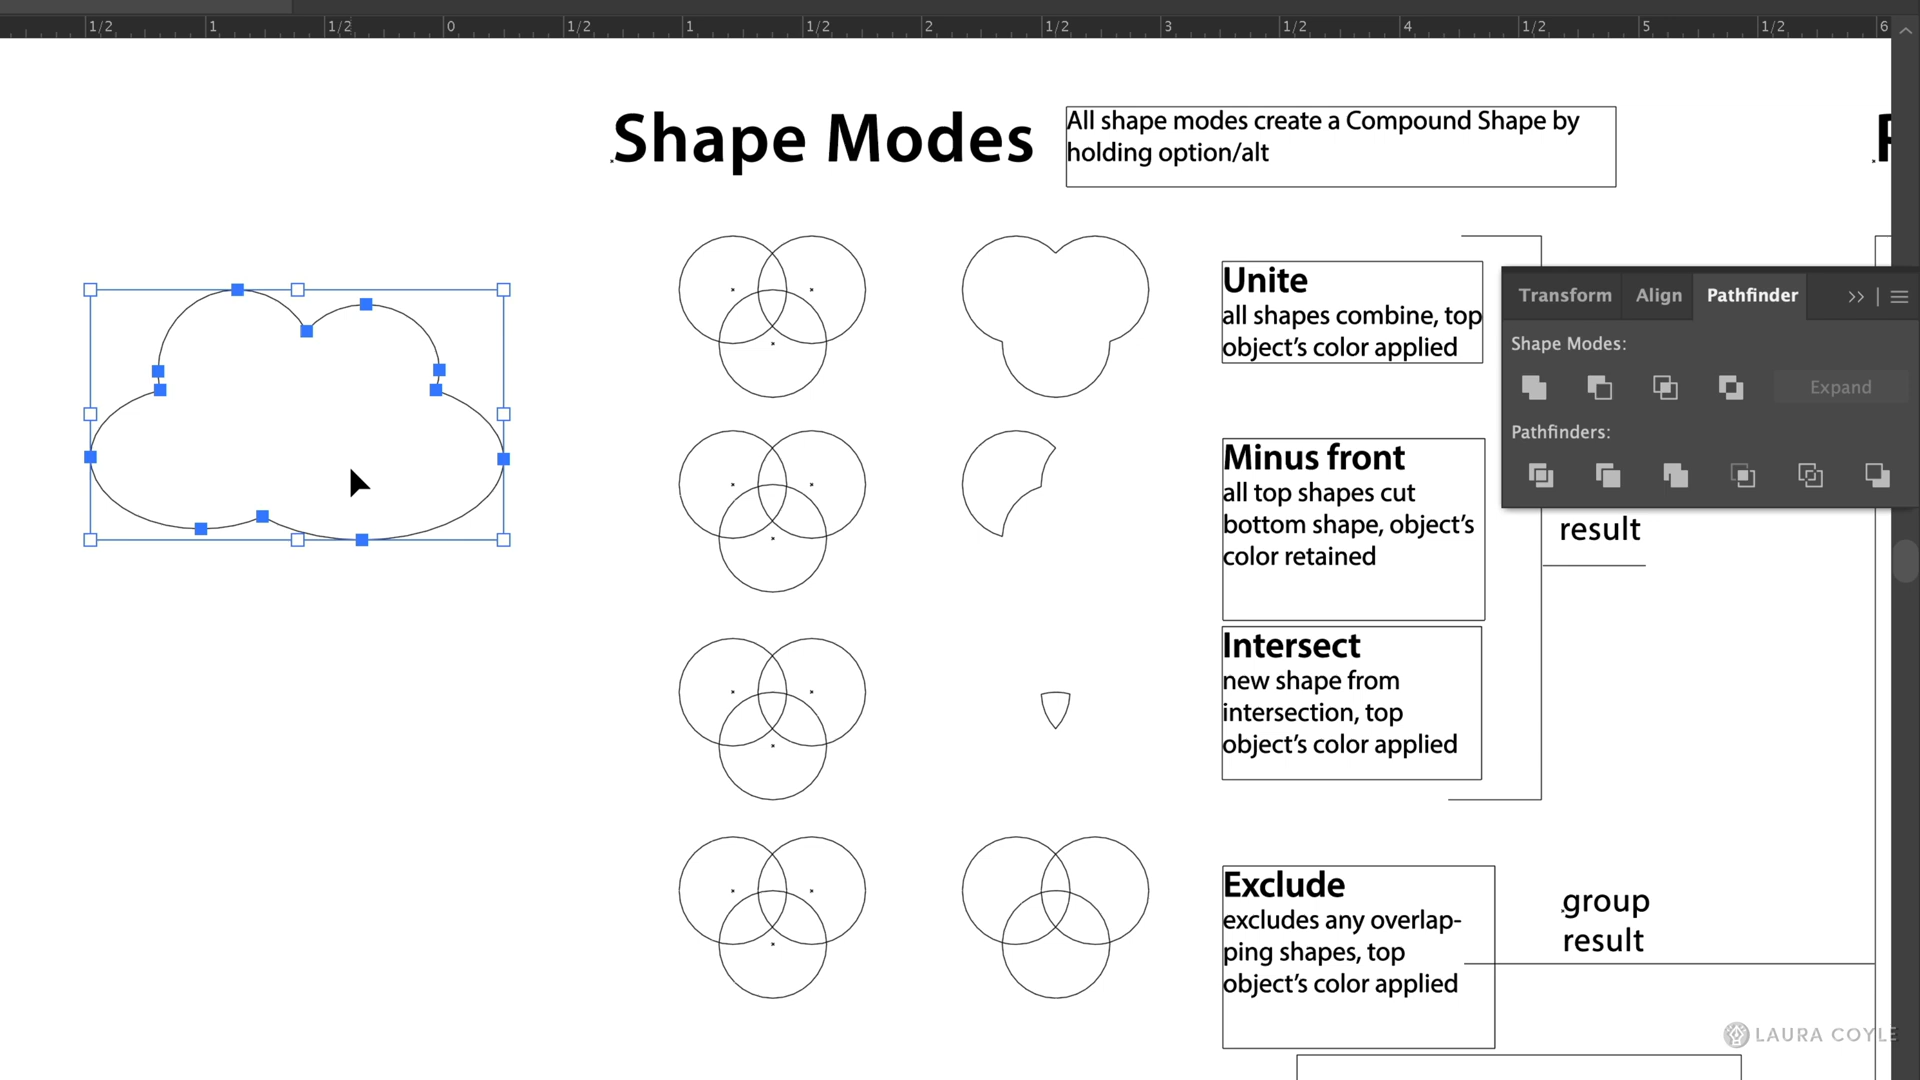 1/2 1 1/2 0 1/2 1 1/2 2 1/2 3 1/2 4 1/2 5 1/2 6
Shape Modes
All shape modes create a Compound Shape by
holding option/alt
Unite
all shapes combine, top
object’s color applied
Transform Align Pathfinder
Shape Modes:
Expand
Pathfinders:
Minus front
all top shapes cut
bottom shape, object’s
color retained
result
Intersect
new shape from
intersection, top
object’s color applied
Exclude
excludes any overlap-
ping shapes, top
object’s color applied
group
result
LAURA COYLE